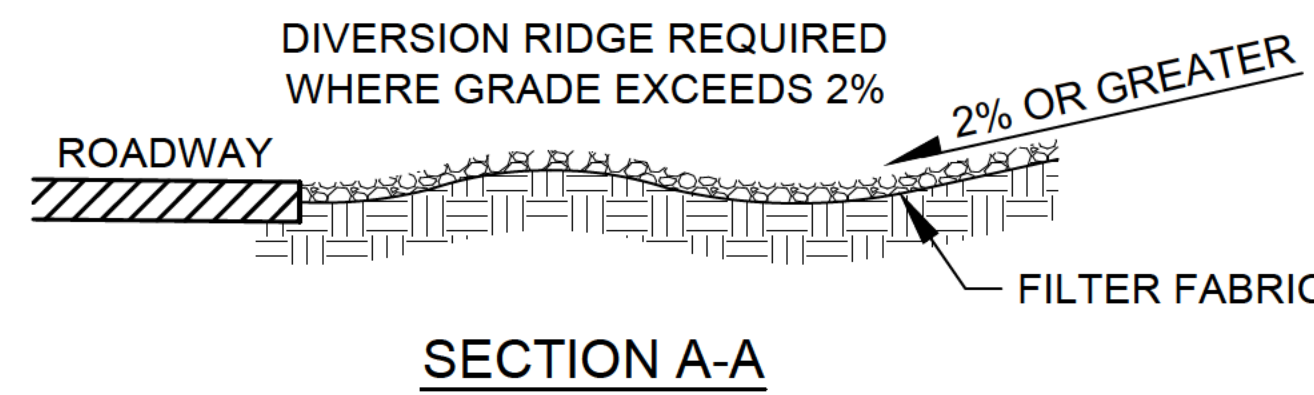 DIVERSION RIDGE REQUIRED
WHERE GRADE EXCEEDS 2%
2% OR GREATER
ROADWAY
FILTER FABRIC
SECTION A-A